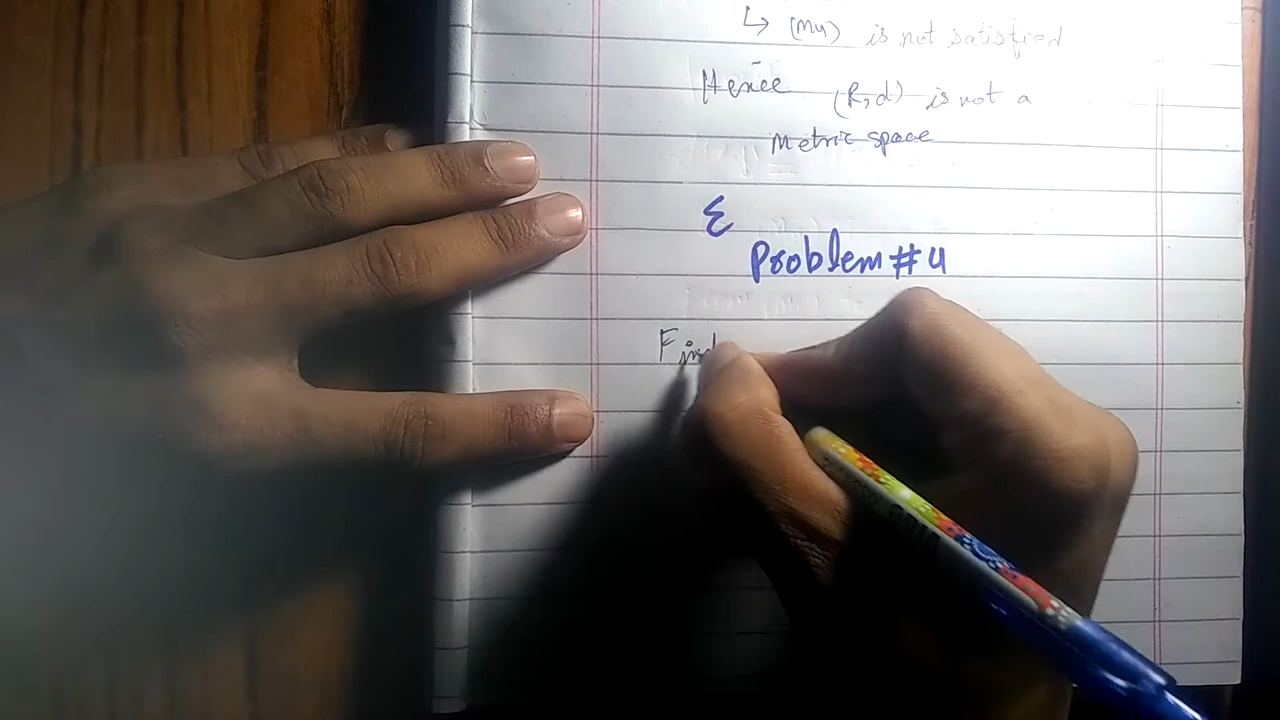 ↳ (M4) is not satisfied
Hence (R, d) is not a
Metric space
Ɛ
Problem #4
Find